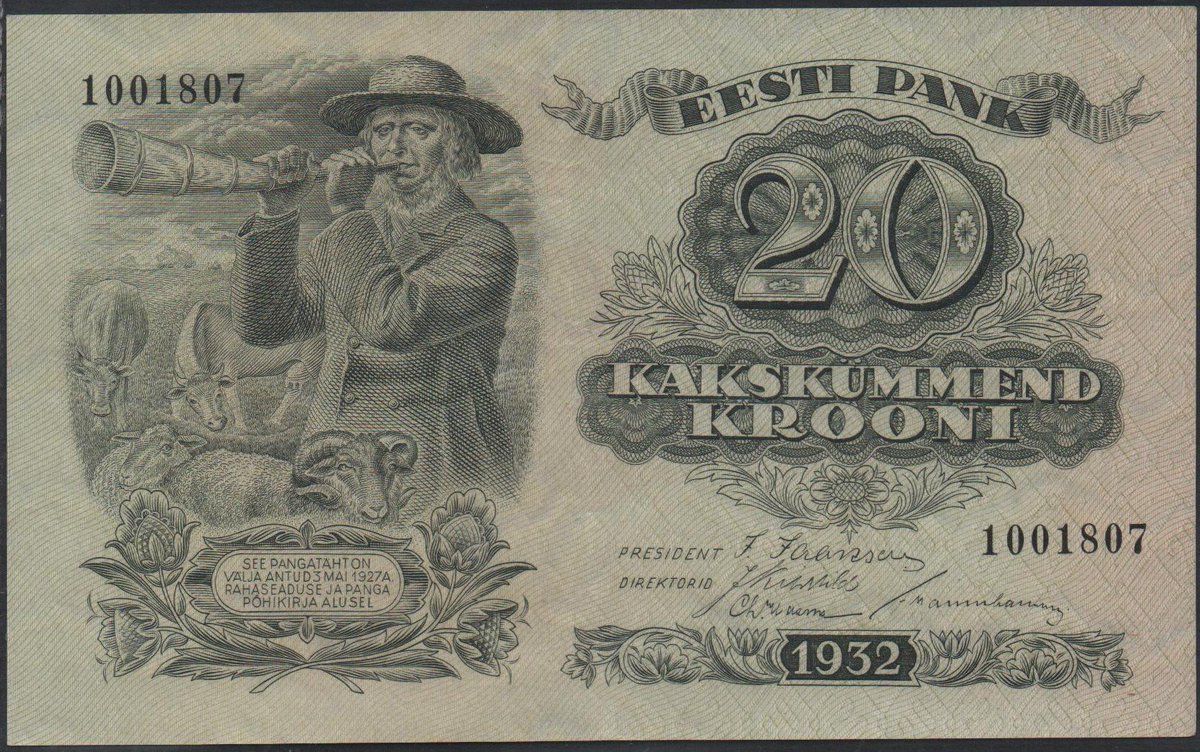 1001807
EESTI PANK
20
KAKSKÜMMEND
KROONI
1001807
PRESIDENT
DIREKTORID
SEE PANGATAHT ON
VÄLJA ANTUD 3 MAI 1927 A.
RAHASEADUSE JA PANGA
PÕHIKIRJA ALUSEL
1932